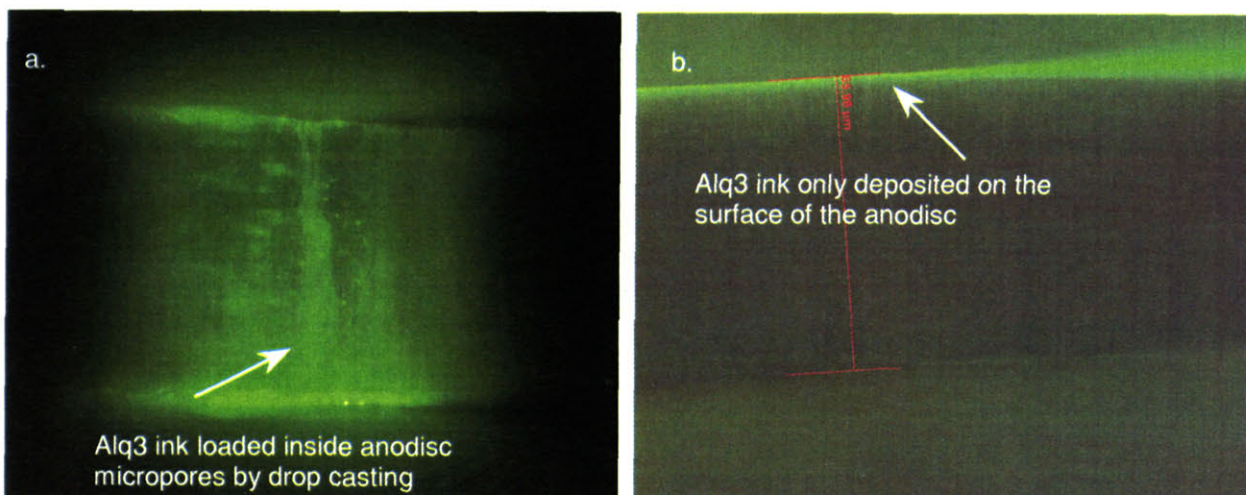 a.
Alq3 ink loaded inside anodisc
micropores by drop casting
b.
Alq3 ink only deposited on the
surface of the anodisc